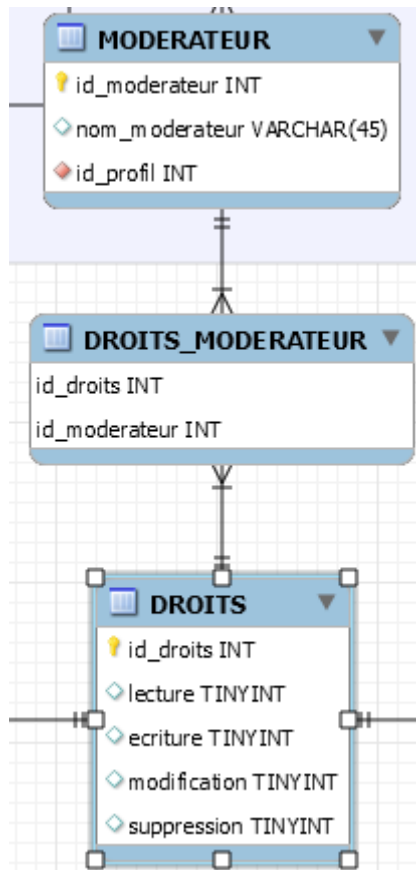 MODERATEUR
id_moderateur INT
nom_moderateur VARCHAR(45)
id_profil INT
DROITS_MODERATEUR
id_droits INT
id_moderateur INT
DROITS
id_droits INT
lecture TINYINT
ecriture TINYINT
modification TINYINT
suppression TINYINT